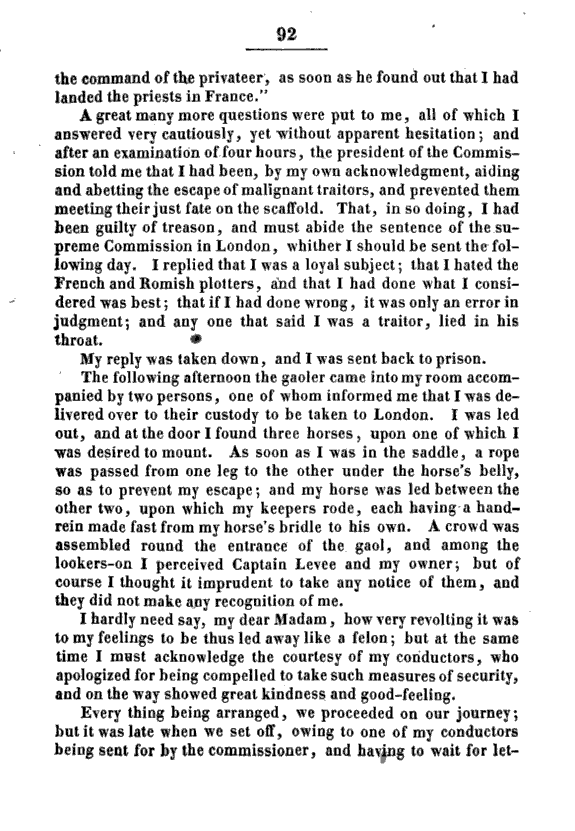 92
the command of the privateer, as soon as he found out that I had
landed the priests in France."
A great many more questions were put to me, all of which I
answered very cautiously, yet without apparent hesitation; and
after an examination of four hours, the president of the Commis-
sion told me that I had been, by my own acknowledgment, aiding
and abetting the escape of malignant traitors, and prevented them
meeting their just fate on the scaffold. That, in so doing, I had
been guilty of treason, and must abide the sentence of the su-
preme Commission in London, whither I should be sent the fol-
lowing day. I replied that I was a loyal subject; that I hated the
French and Romish plotters, and that I had done what I consi-
dered was best; that if I had done wrong, it was only an error in
judgment; and any one that said I was a traitor, lied in his
throat.
My reply was taken down, and I was sent back to prison.
The following afternoon the gaoler came into my room accom-
panied by two persons, one of whom informed me that I was de-
livered over to their custody to be taken to London. I was led
out, and at the door I found three horses, upon one of which I
was desired to mount. As soon as I was in the saddle, a rope
was passed from one leg to the other under the horse's belly,
so as to prevent my escape; and my horse was led between the
other two, upon which my keepers rode, each having a hand-
rein made fast from my horse's bridle to his own. A crowd was
assembled round the entrance of the gaol, and among the
lookers-on I perceived Captain Levee and my owner; but of
course I thought it imprudent to take any notice of them, and
they did not make any recognition of me.
I hardly need say, my dear Madam, how very revolting it was
to my feelings to be thus led away like a felon; but at the same
time I must acknowledge the courtesy of my conductors, who
apologized for being compelled to take such measures of security,
and on the way showed great kindness and good-feeling.
Every thing being arranged, we proceeded on our journey;
but it was late when we set off, owing to one of my conductors
being sent for by the commissioner, and having to wait for let-